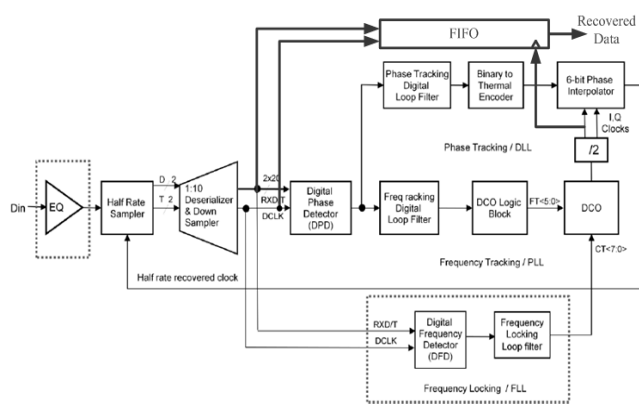 FIFO
Recovered
Data
Phase Tracking
Digital
Loop Filter
Binary to
Thermal
Encoder
6-bit Phase
Interpolator
I.Q
Clocks
Phase Tracking / DLL
/2
Din
EQ
Half Rate
Sampler
D 2
T 2
1:10
Deserializer
& Down
Sampler
2x20
RXD/T
DCLK
Digital
Phase
Detector
(DPD)
Freq racking
Digital
Loop Filter
DCO Logic
Block
FT<5:0>
DCO
CT<7:0>
Frequency Tracking / PLL
Half rate recovered clock
RXD/T
DCLK
Digital
Frequency
Detector
(DFD)
Frequency
Locking
Loop filter
Frequency Locking / FLL